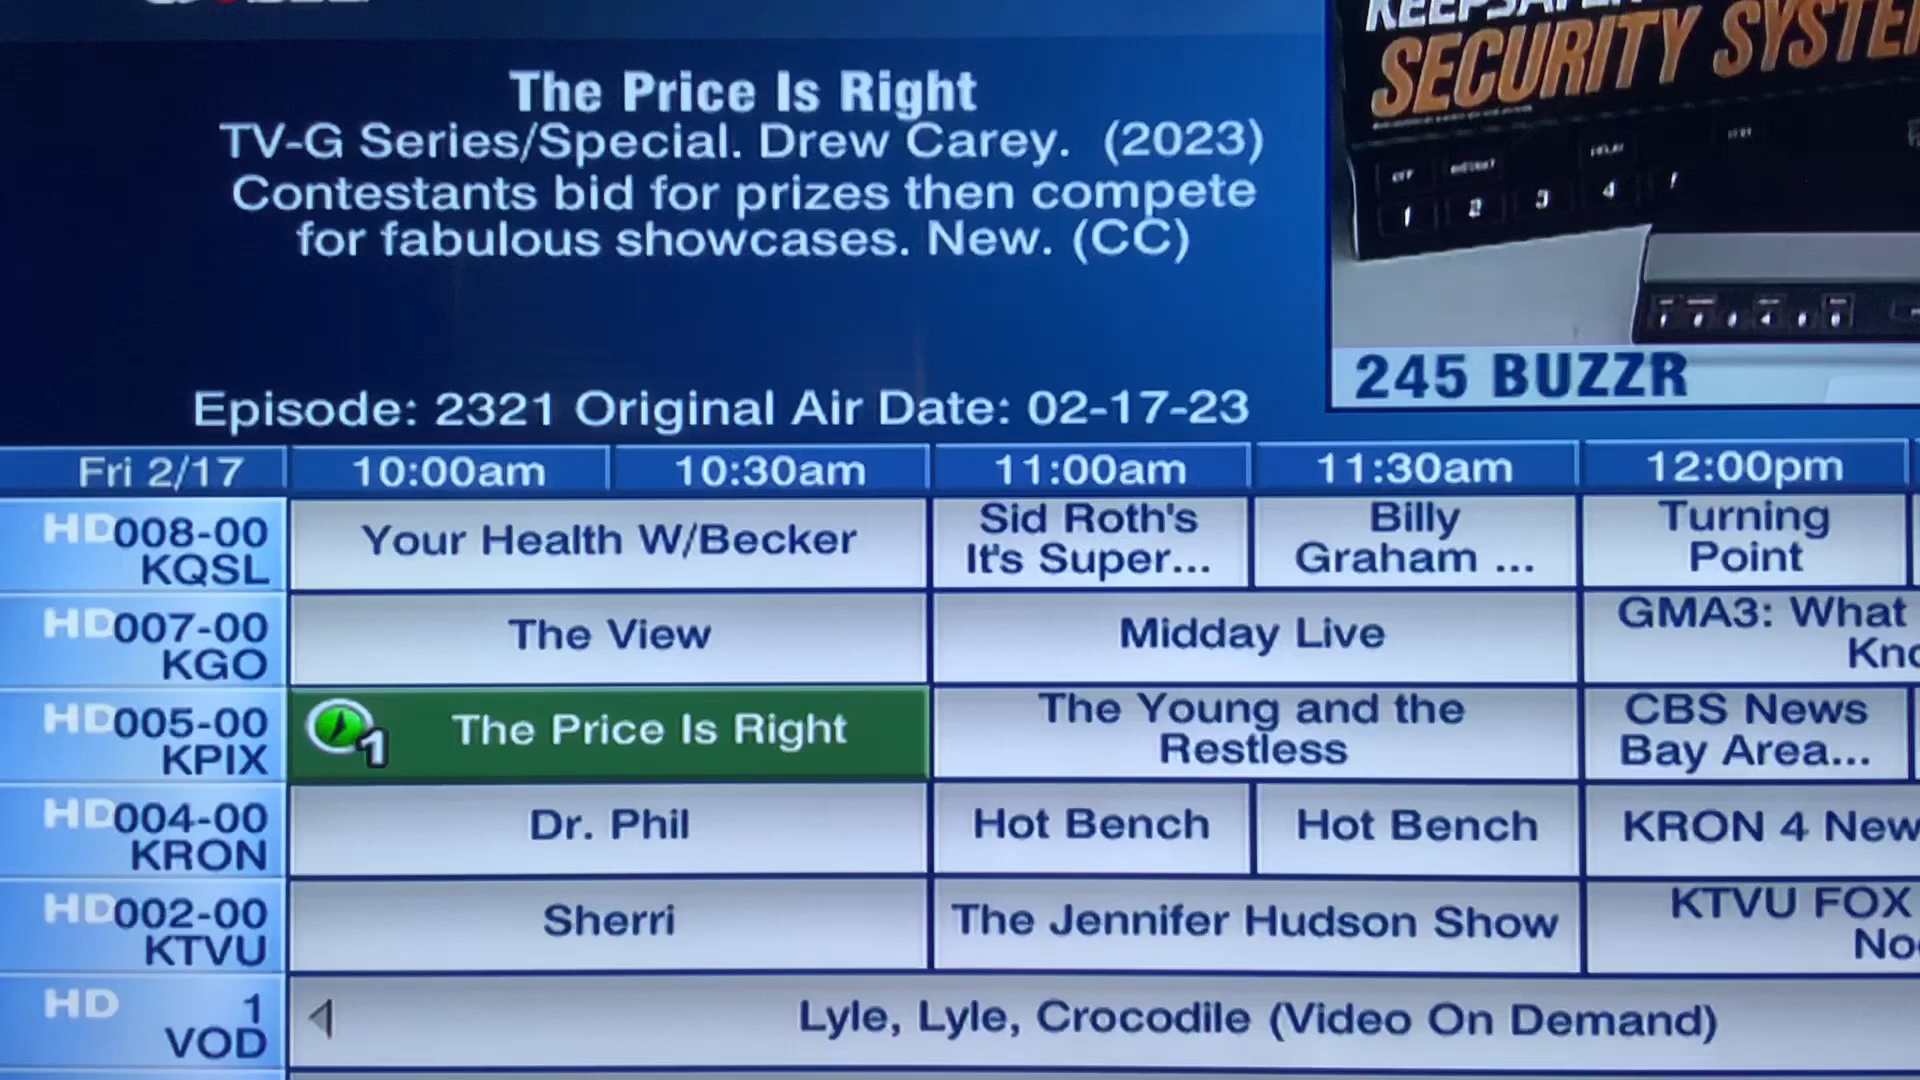 The Price Is Right
TV-G Series/Special. Drew Carey. (2023)
Contestants bid for prizes then compete
for fabulous showcases. New. (CC)
Episode: 2321 Original Air Date: 02-17-23
SECURITY SYSTE
OFF
1 2 3 4
245 BUZZR
Fri 2/17 10:00am 10:30am 11:00am 11:30am 12:00pm
HD 008-00
KQSL
Your Health W/Becker
Sid Roth's
It's Super...
Billy
Graham ...
Turning
Point
HD 007-00
KGO
The View
Midday Live
GMA3: What
Kno
HD 005-00
KPIX
1
The Price Is Right
The Young and the
Restless
CBS News
Bay Area...
HD 004-00
KRON
Dr. Phil
Hot Bench
Hot Bench
KRON 4 New
HD 002-00
KTVU
Sherri
The Jennifer Hudson Show
KTVU FOX
Noo
HD 1
VOD
Lyle, Lyle, Crocodile (Video On Demand)